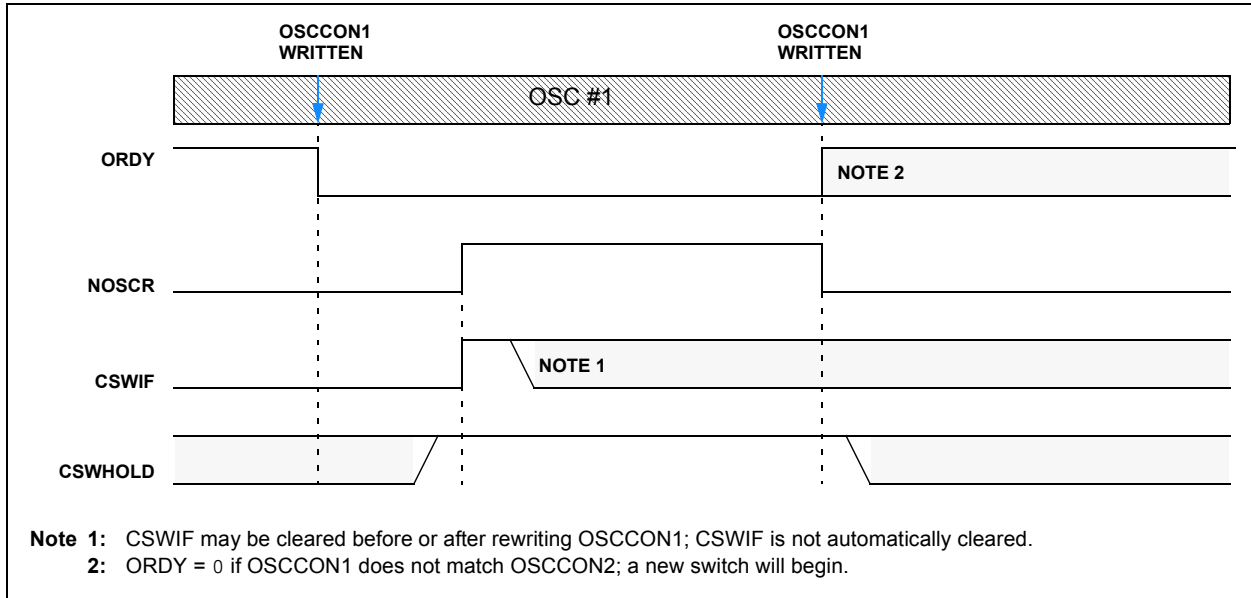 OSCCON1
WRITTEN
OSCCON1
WRITTEN
OSC #1
ORDY
NOTE 2
NOSCR
NOTE 1
CSWIF
CSWHOLD
Note 1: CSWIF may be cleared before or after rewriting OSCCON1; CSWIF is not automatically cleared.
2: ORDY = 0 if OSCCON1 does not match OSCCON2; a new switch will begin.